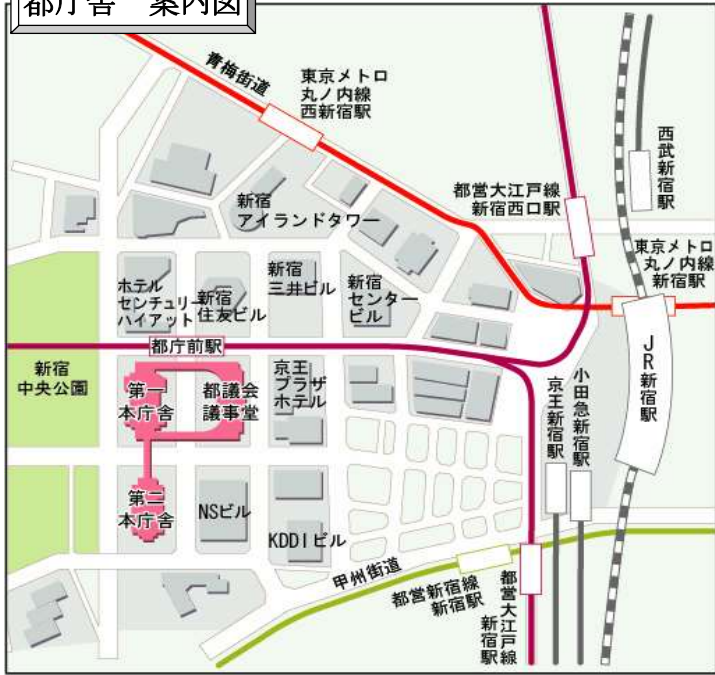 都庁舎　案内図
青梅街道
東京メトロ
丸ノ内線
西新宿駅
西武新宿駅
都営大江戸線
新宿西口駅
新宿
アイランドタワー
東京メトロ
丸ノ内線
新宿駅
ホテル
センチュリー
ハイアット
新宿
住友ビル
新宿
三井ビル
新宿
センター
ビル
都庁前駅
JR新宿駅
新宿
中央公園
第一
本庁舎
都議会
議事堂
京王
プラザ
ホテル
小田急新宿駅
京王新宿駅
第二
本庁舎
NSビル
KDDIビル
甲州街道
都営新宿線
新宿駅
都営大江戸線
新宿駅